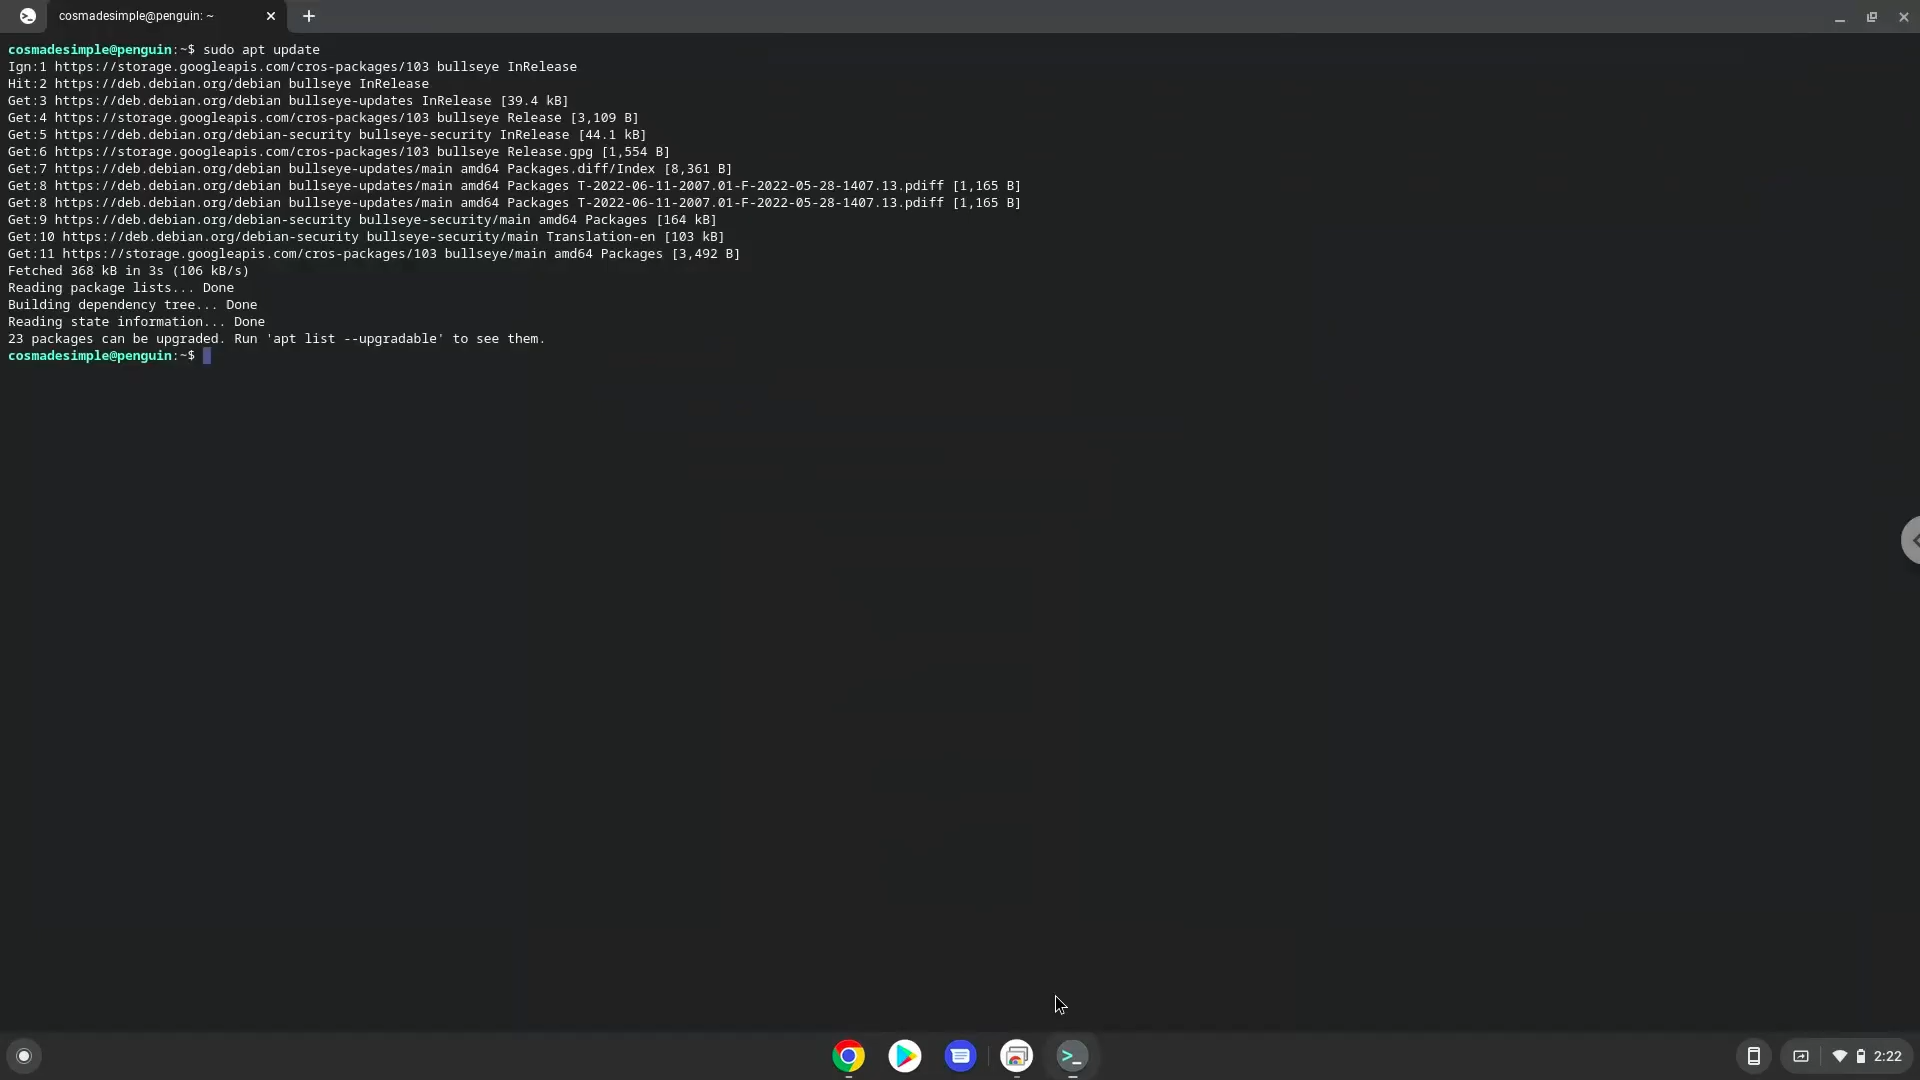 cosmadesimple@penguin: ~
cosmadesimple@penguin:~$ sudo apt update
Ign:1 https://storage.googleapis.com/cros-packages/103 bullseye InRelease
Hit:2 https://deb.debian.org/debian bullseye InRelease
Get:3 https://deb.debian.org/debian bullseye-updates InRelease [39.4 kB]
Get:4 https://storage.googleapis.com/cros-packages/103 bullseye Release [3,109 B]
Get:5 https://deb.debian.org/debian-security bullseye-security InRelease [44.1 kB]
Get:6 https://storage.googleapis.com/cros-packages/103 bullseye Release.gpg [1,554 B]
Get:7 https://deb.debian.org/debian bullseye-updates/main amd64 Packages.diff/Index [8,361 B]
Get:8 https://deb.debian.org/debian bullseye-updates/main amd64 Packages T-2022-06-11-2007.01-F-2022-05-28-1407.13.pdiff [1,165 B]
Get:8 https://deb.debian.org/debian bullseye-updates/main amd64 Packages T-2022-06-11-2007.01-F-2022-05-28-1407.13.pdiff [1,165 B]
Get:9 https://deb.debian.org/debian-security bullseye-security/main amd64 Packages [164 kB]
Get:10 https://deb.debian.org/debian-security bullseye-security/main Translation-en [103 kB]
Get:11 https://storage.googleapis.com/cros-packages/103 bullseye/main amd64 Packages [3,492 B]
Fetched 368 kB in 3s (106 kB/s)
Reading package lists... Done
Building dependency tree... Done
Reading state information... Done
23 packages can be upgraded. Run 'apt list --upgradable' to see them.
cosmadesimple@penguin:~$
2:22